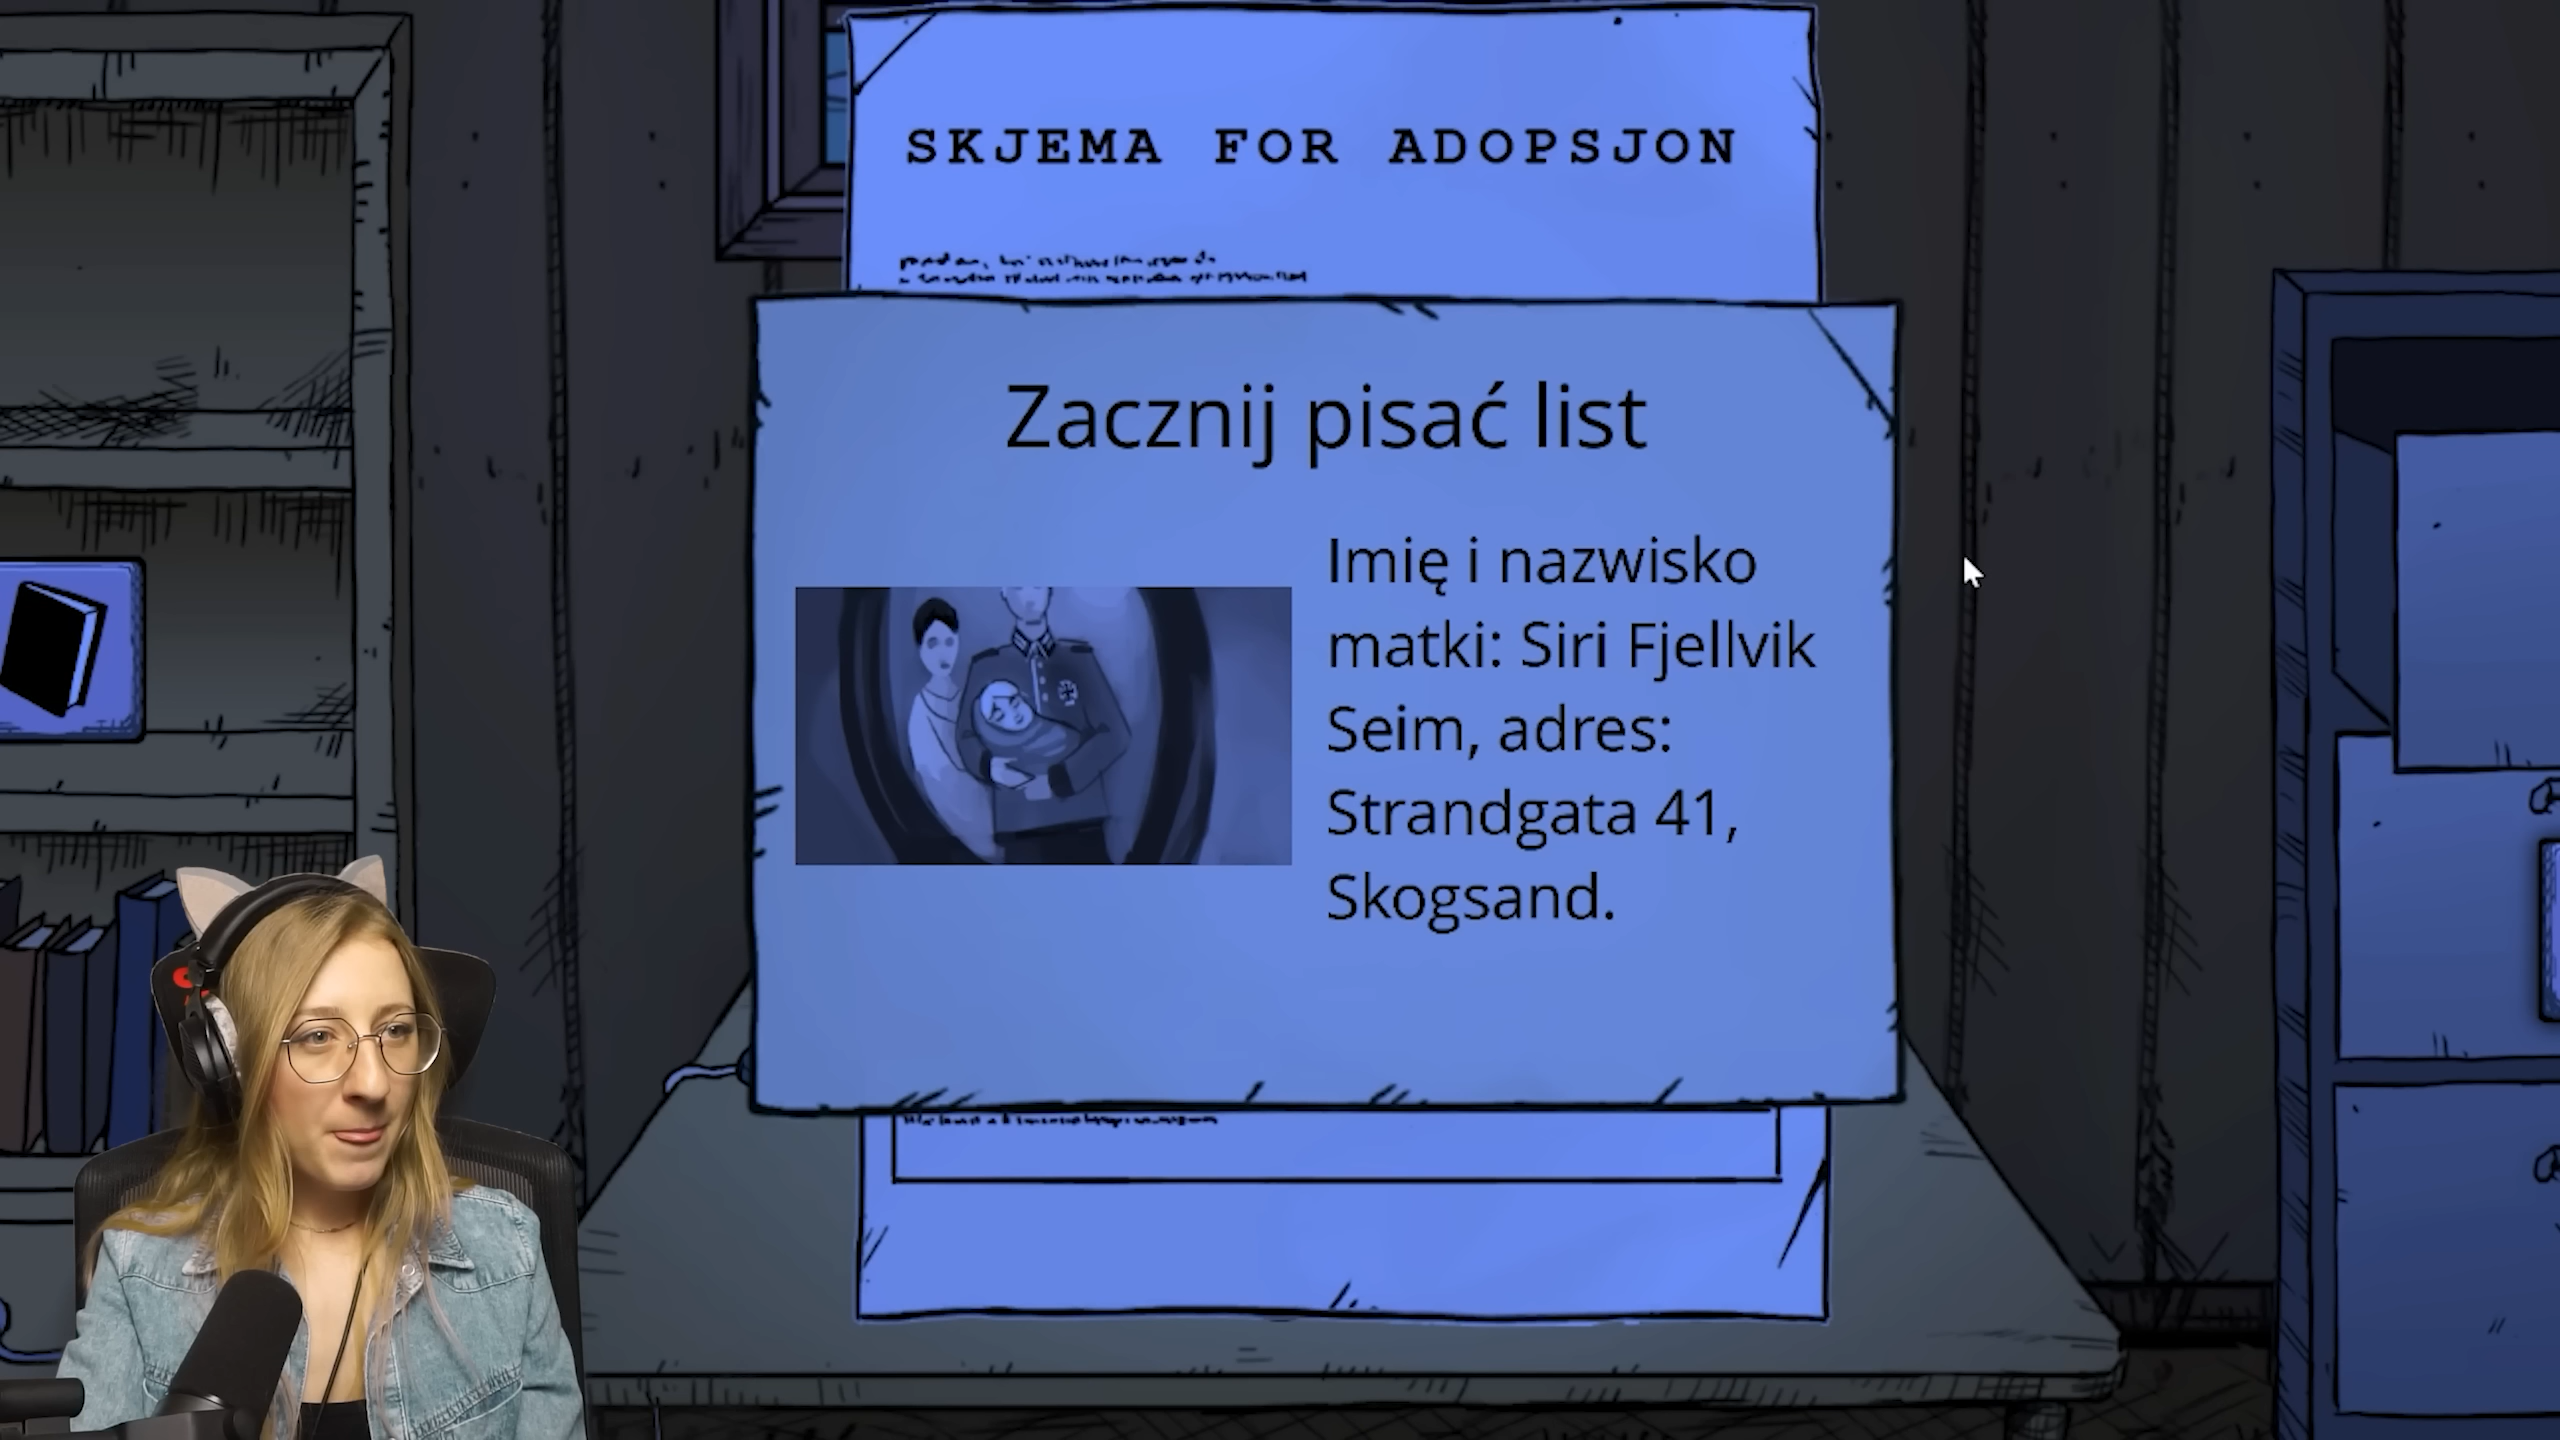 SKJEMA FOR ADOPSJON
Zacznij pisać list
Imię i nazwisko
matki: Siri Fjellvik
Seim, adres:
Strandgata 41,
Skogsand.